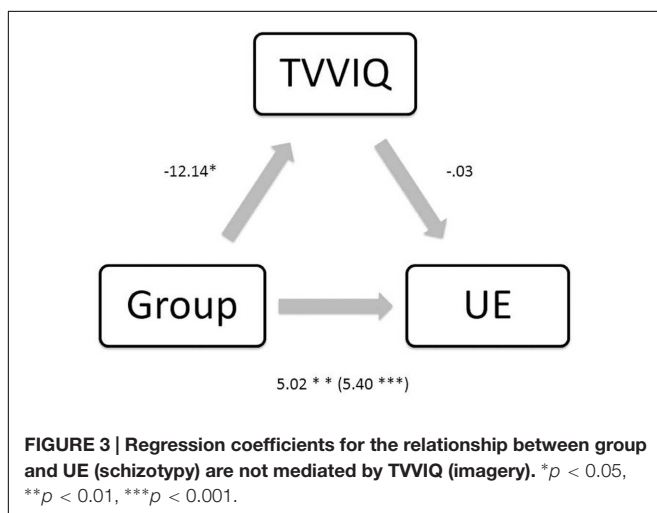 TVVIQ
-12.14*
-.03
Group
UE
5.02 * * (5.40 ***)
FIGURE 3 | Regression coefficients for the relationship between group
and UE (schizotypy) are not mediated by TVVIQ (imagery). *p < 0.05,
**p < 0.01, ***p < 0.001.